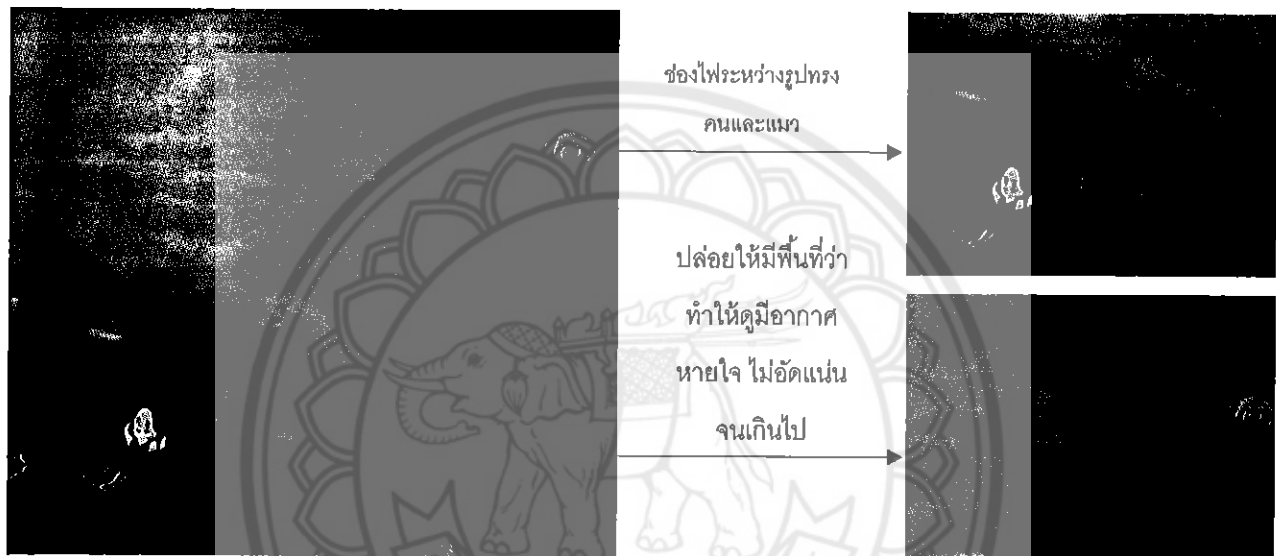 ช่องไฟระหว่างรูปทรง
คนและแมว
ปล่อยให้มีพื้นที่ว่า
ทำให้ดูมีอากาศ
หายใจ ไม่อัดแน่น
จนเกินไป